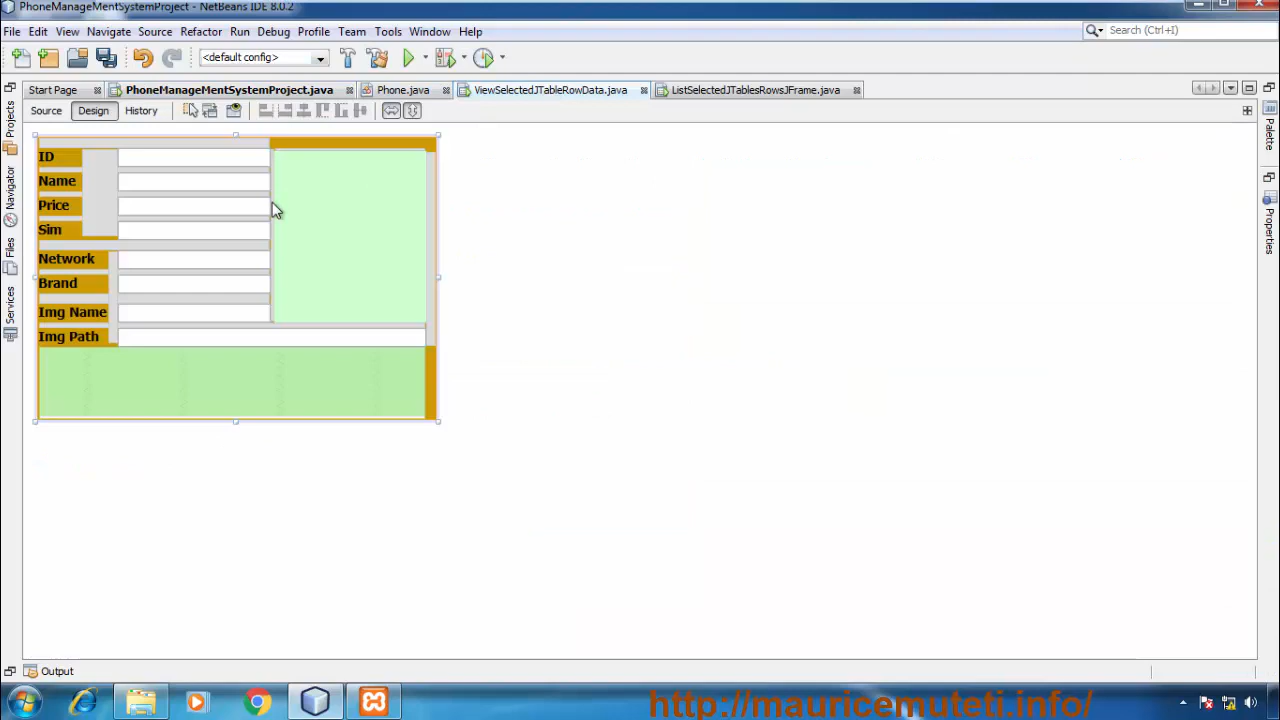 PhoneManageMentSystemProject - NetBeans IDE 8.0.2
File Edit View Navigate Source Refactor Run Debug Profile Team Tools Window Help
Search (Ctrl+I)
<default config>
Start Page PhoneManageMentSystemProject.java Phone.java ViewSelectedJTableRowData.java ListSelectedJTablesRowsJFrame.java
Source Design History
Projects
Navigator
Files
Services
Palette
Properties
ID
Name
Price
Sim
Network
Brand
Img Name
Img Path
Output
http://mauricemuteti.info/